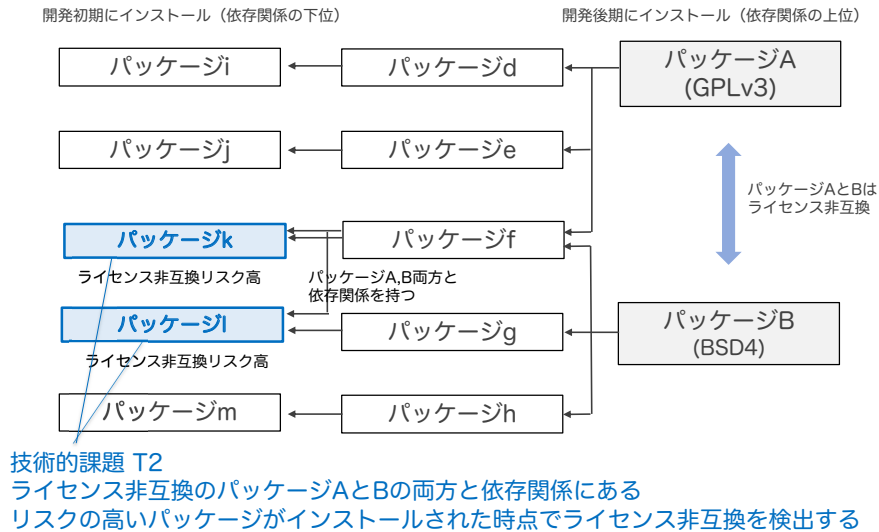 開発初期にインストール（依存関係の下位）
開発後期にインストール（依存関係の上位）
パッケージi
パッケージd
パッケージA
(GPLv3)
パッケージj
パッケージe
パッケージAとBは
ライセンス非互換
パッケージk
パッケージf
ライセンス非互換リスク高
パッケージA,B両方と
依存関係を持つ
パッケージl
パッケージg
パッケージB
(BSD4)
ライセンス非互換リスク高
パッケージm
パッケージh
技術的課題 T2
ライセンス非互換のパッケージAとBの両方と依存関係にある
リスクの高いパッケージがインストールされた時点でライセンス非互換を検出する